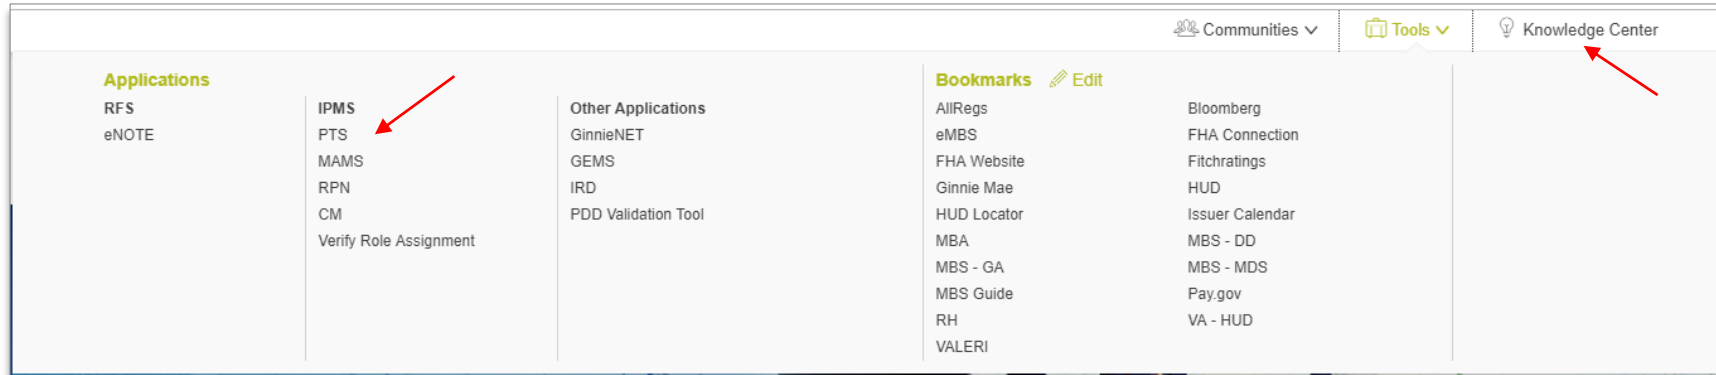 Communities
Tools
Knowledge Center
Applications
RFS
eNOTE
IPMS
PTS
MAMS
RPN
CM
Verify Role Assignment
Other Applications
GinnieNET
GEMS
IRD
PDD Validation Tool
Bookmarks Edit
AllRegs
eMBS
FHA Website
Ginnie Mae
HUD Locator
MBA
MBS - GA
MBS Guide
RH
VALERI
Bloomberg
FHA Connection
Fitchratings
HUD
Issuer Calendar
MBS - DD
MBS - MDS
Pay.gov
VA - HUD